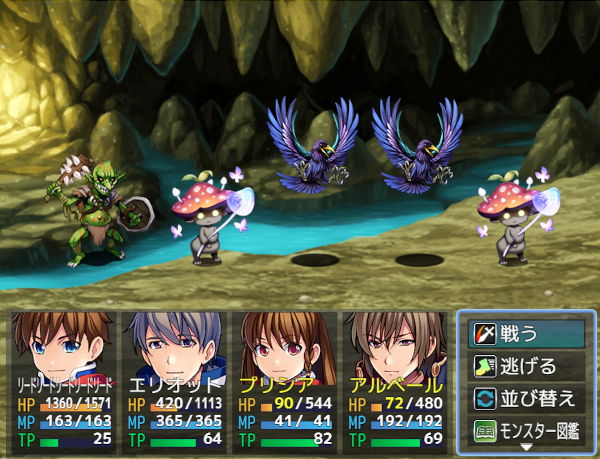 リードリードリードリードリード エリオット プリシア アルベール
HP 1360/1571 HP 420/1113 HP 90/544 HP 72/480
MP 163/163 MP 365/365 MP 41/41 MP 192/192
TP 25 TP 64 TP 82 TP 69
戦う
逃げる
並び替え
モンスター図鑑